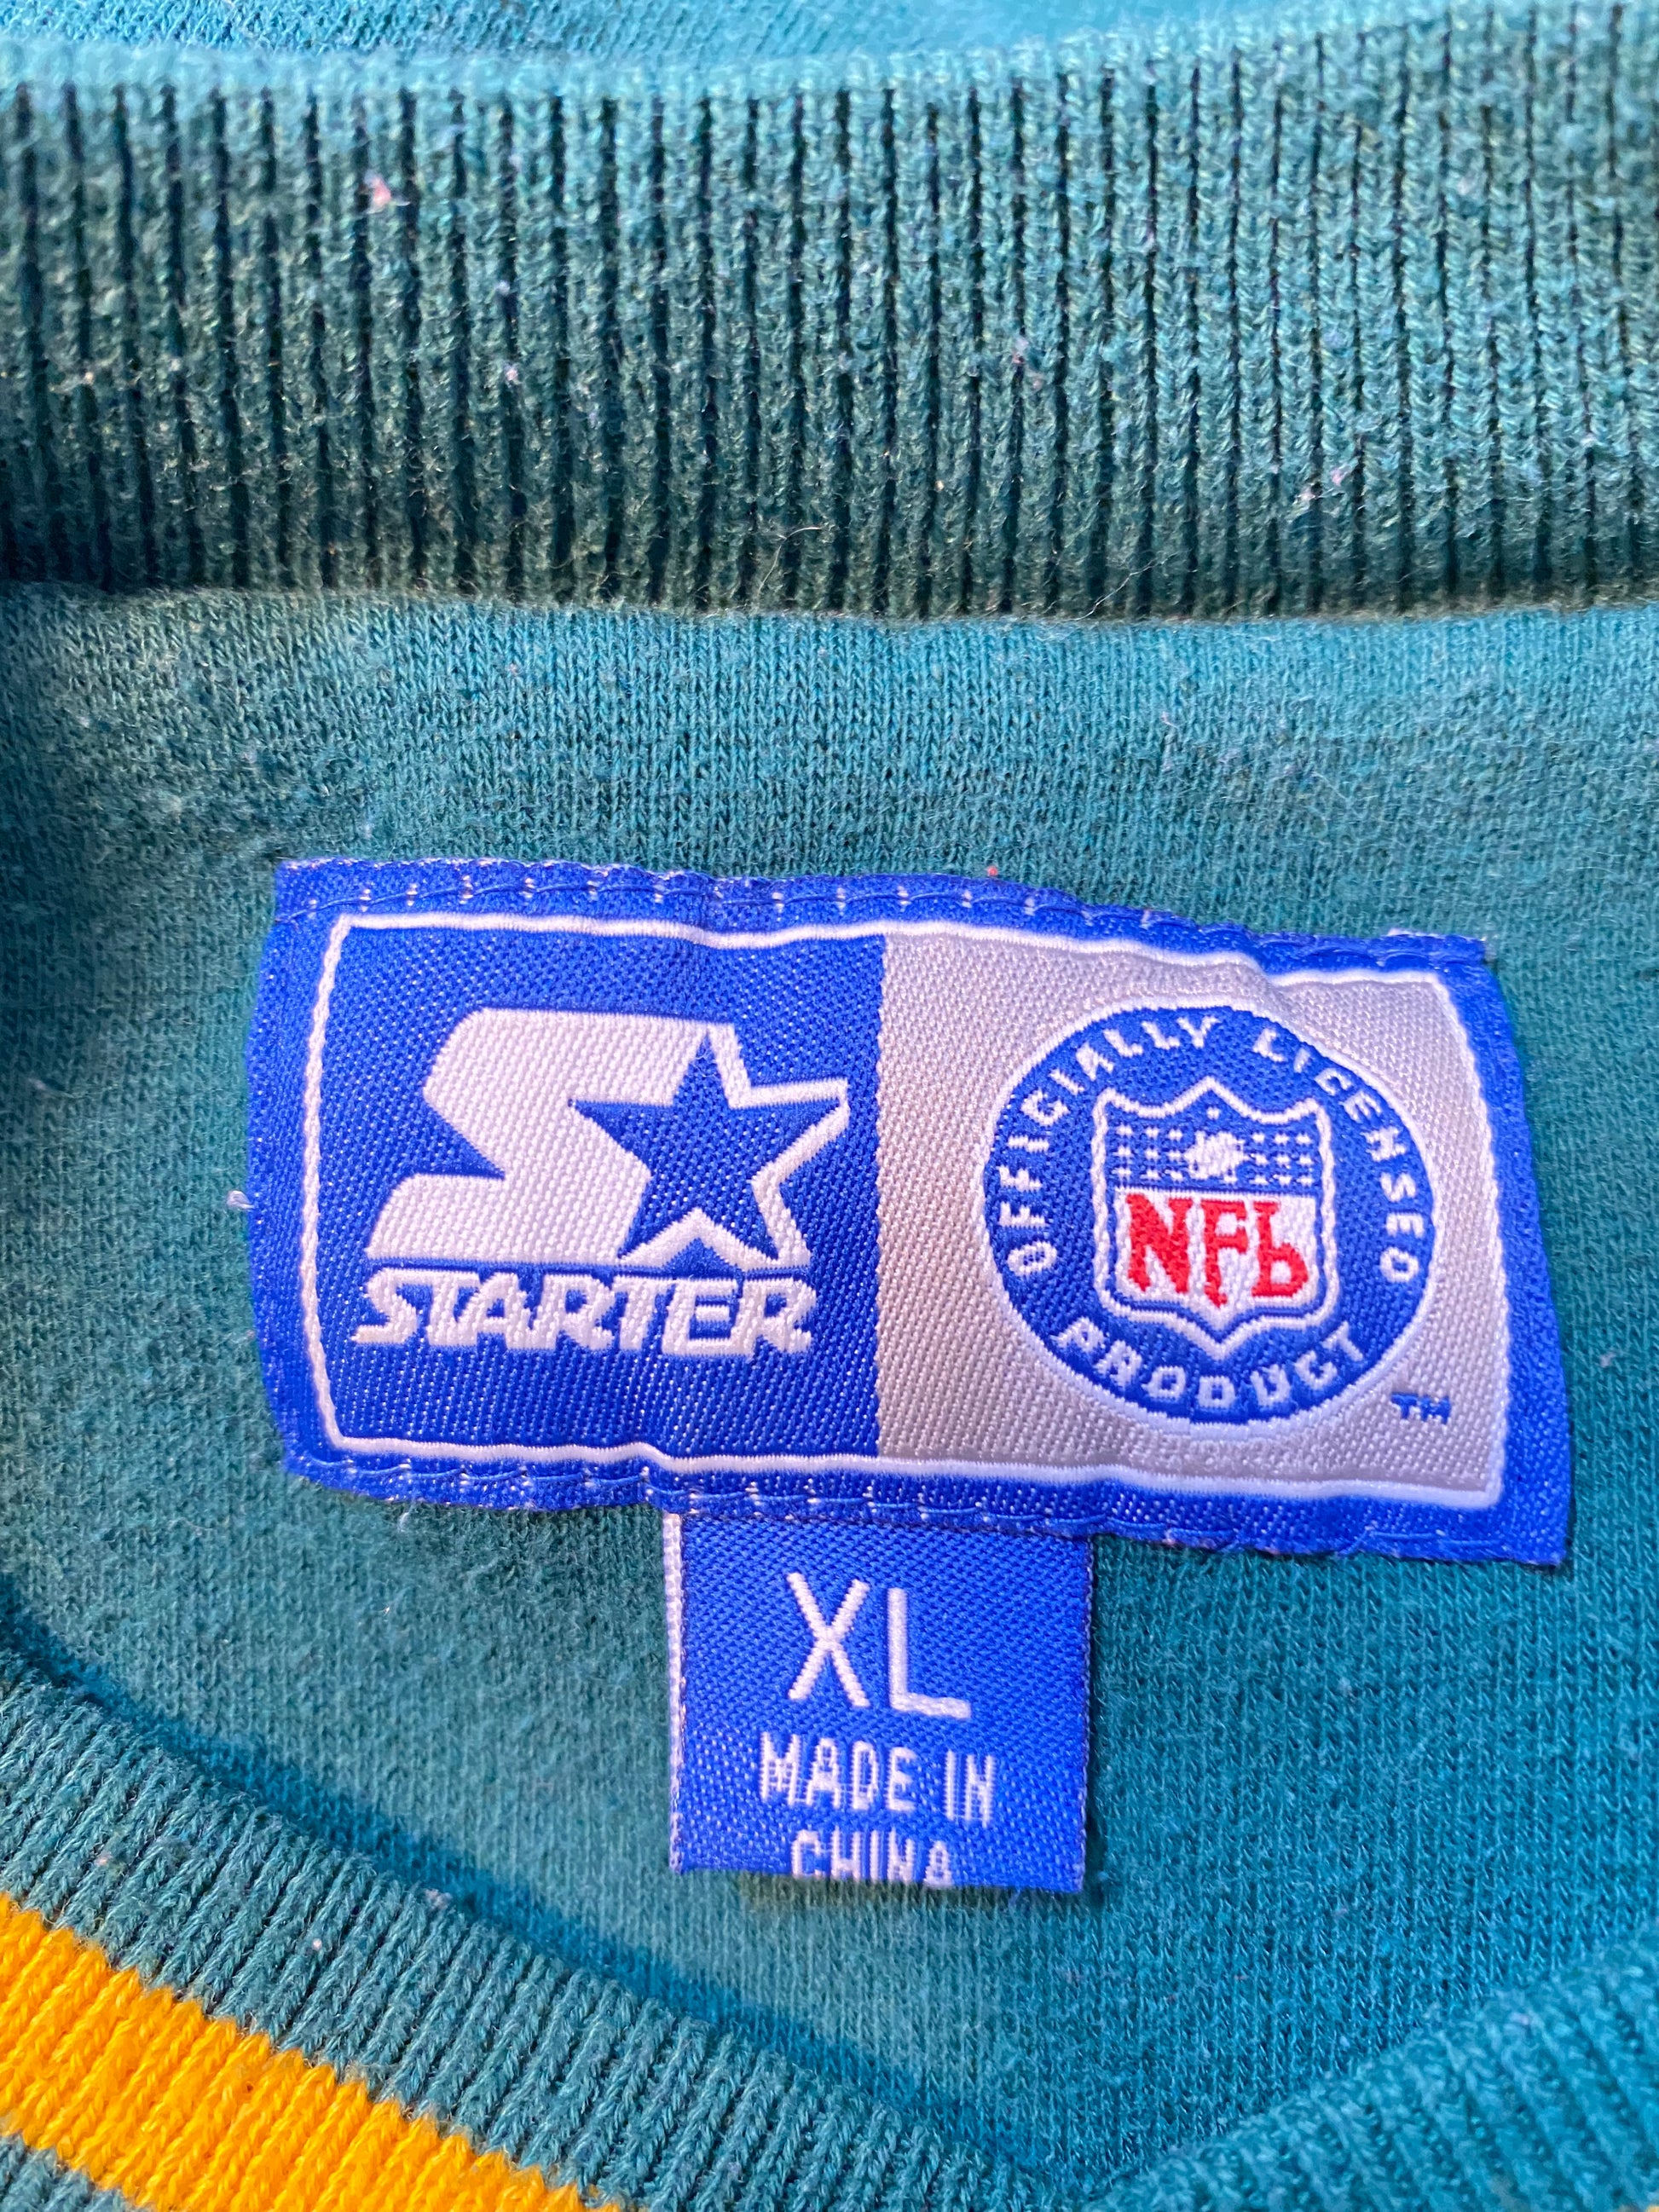 STARTER
OFFICIALLY LICENSED
NFL
PRODUCT
TM
XL
MADE IN
CHINA